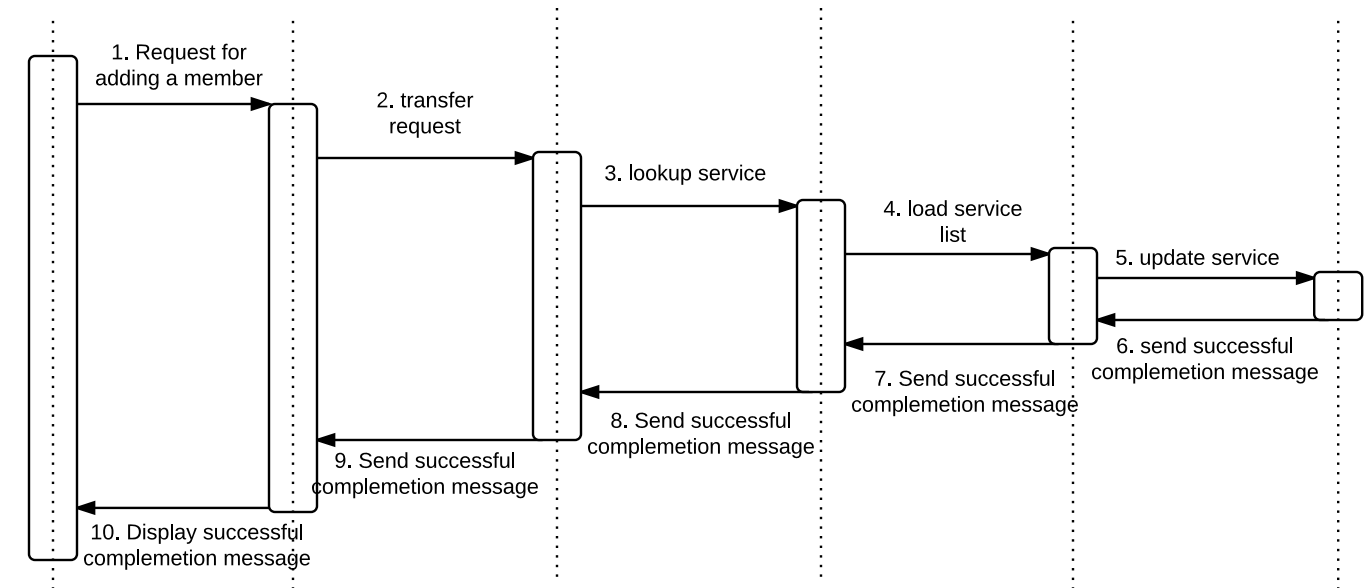 1. Request for
adding a member
2. transfer
request
3. lookup service
4. load service
list
5. update service
6. send successful
complemetion message
7. Send successful
complemetion message
8. Send successful
complemetion message
9. Send successful
complemetion message
10. Display successful
complemetion message